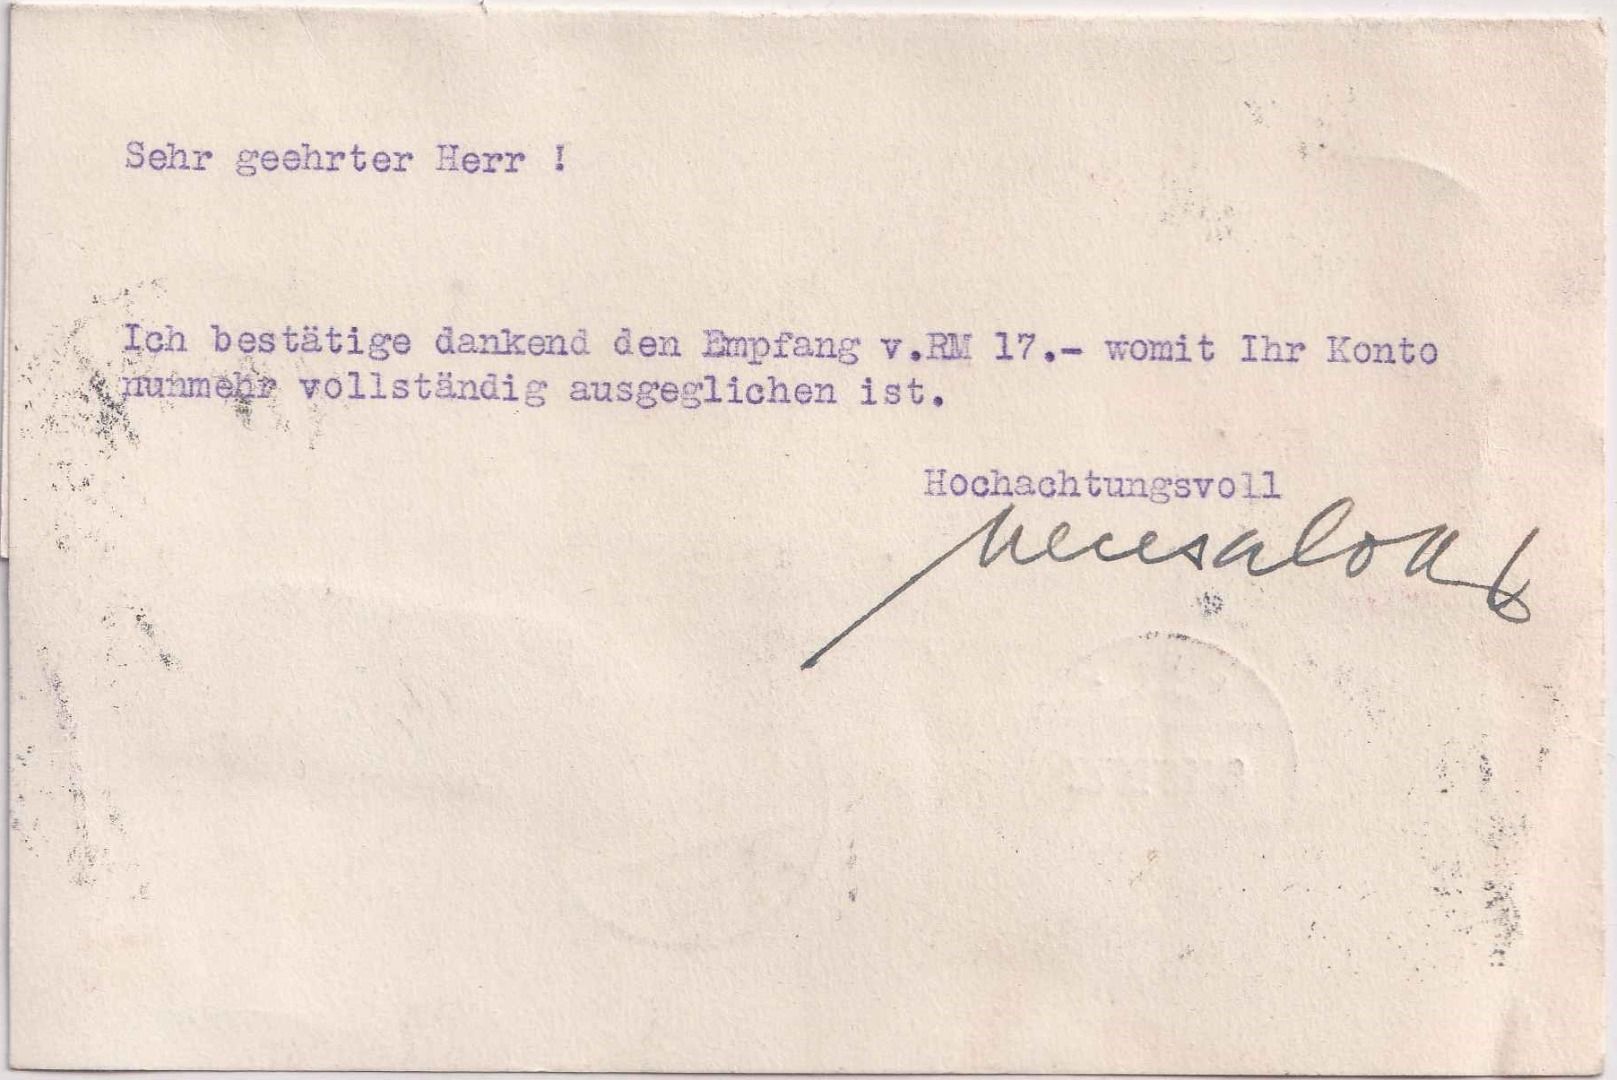 Sehr geehrter Herr !
Ich bestätige dankend den Empfang v.RM 17.- womit Ihr Konto
nunmehr vollständig ausgeglichen ist.
Hochachtungsvoll